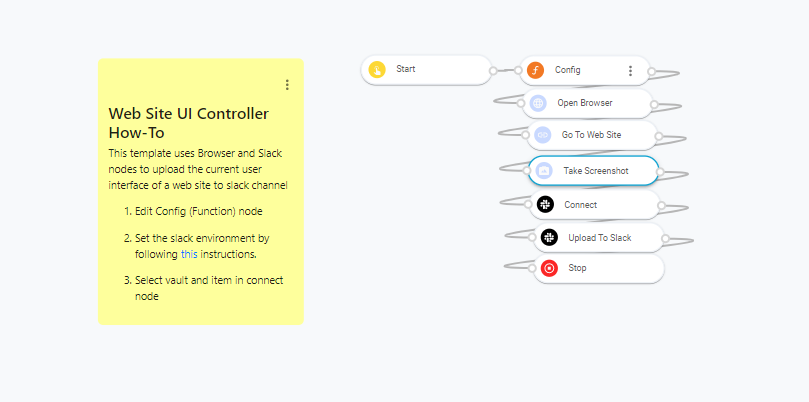 Web Site UI Controller
How-To
This template uses Browser and Slack
nodes to upload the current user
interface of a web site to slack channel
1. Edit Config (Function) node
2. Set the slack environment by
following this instructions.
3. Select vault and item in connect
node
Start
Config
Open Browser
Go To Web Site
Take Screenshot
Connect
Upload To Slack
Stop